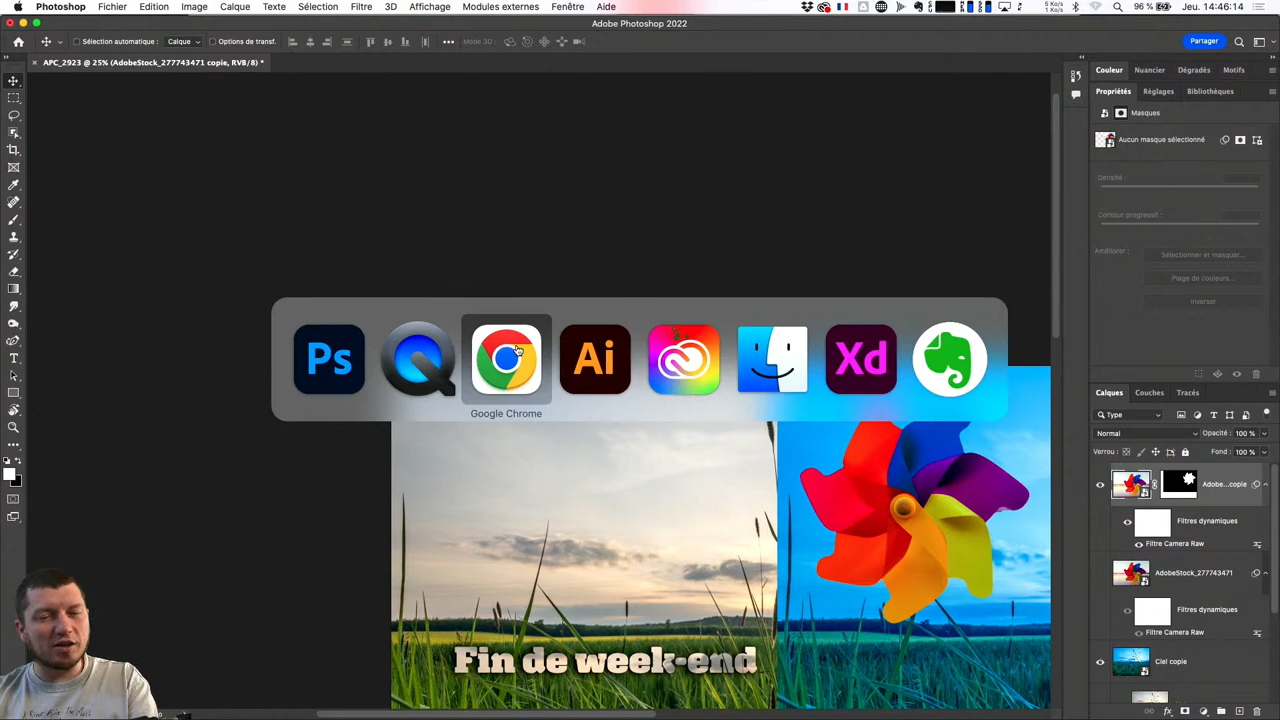 Photoshop Fichier Edition Image Calque Texte Sélection Filtre 3D Affichage Modules externes Fenêtre Aide
96 % Jeu. 14:46:14
Adobe Photoshop 2022
Sélection automatique : Calque Options de transf. Mode 3D : Partager
APC_2923 @ 25% (AdobeStock_277743471 copie, RVB/8) *
Couleur Nuancier Dégradés Motifs
Propriétés Réglages Bibliothèques
Masques
Aucun masque sélectionné
Densité :
Contour progressif :
Améliorer : Sélectionner et masquer...
Plage de couleurs...
Inverser
Ps Ai Xd
Google Chrome
Calques Couches Tracés
Type
Normal Opacité : 100 %
Verrou : Fond : 100 %
Adobe...copie
Filtres dynamiques
Filtre Camera Raw
AdobeStock_277743471
Filtres dynamiques
Filtre Camera Raw
Ciel copie
Fin de week-end